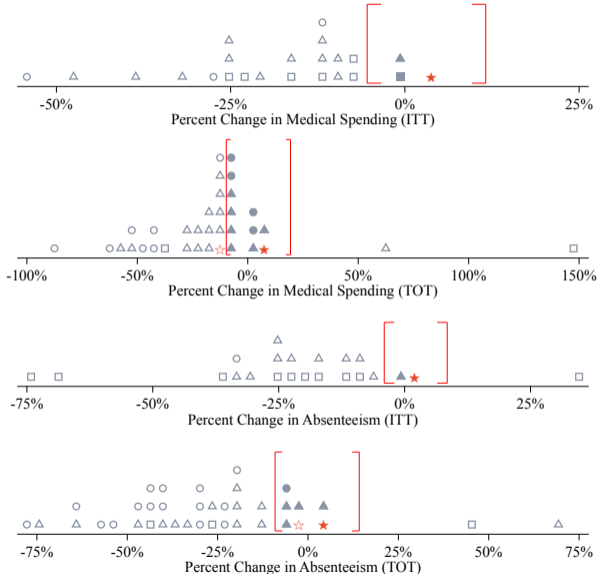 -50% -25% 0% 25%
Percent Change in Medical Spending (ITT)
-100% -50% 0% 50% 100% 150%
Percent Change in Medical Spending (TOT)
-75% -50% -25% 0% 25%
Percent Change in Absenteeism (ITT)
-75% -50% -25% 0% 25% 50% 75%
Percent Change in Absenteeism (TOT)